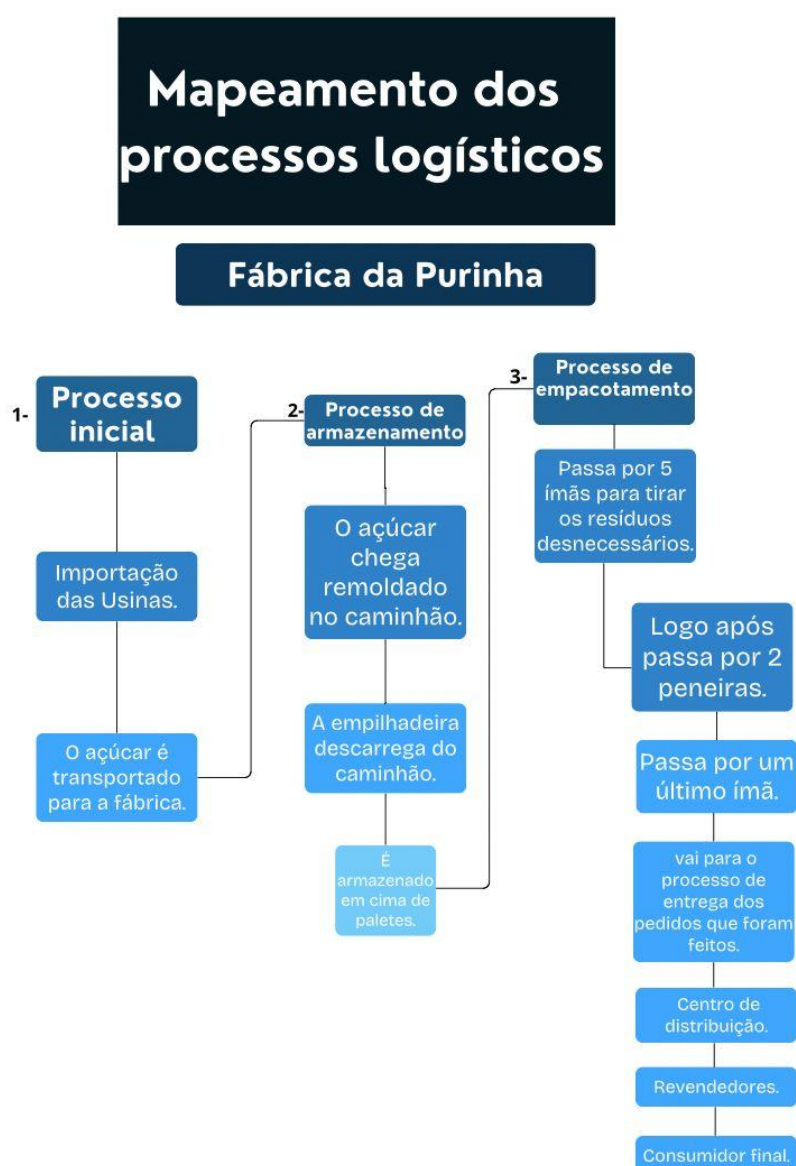 Mapeamento dos
processos logísticos
Fábrica da Purinha
1-
Processo
inicial
Importação
das Usinas.
O açúcar é
transportado
para a fábrica.
2-
Processo de
armazenamento
O açúcar
chega
remoldado
no caminhão.
A empilhadeira
descarrega do
caminhão.
É
armazenado
em cima de
paletes.
3-
Processo de
empacotamento
Passa por 5
ímãs para tirar
os resíduos
desnecessários.
Logo após
passa por 2
peneiras.
Passa por um
último ímã.
vai para o
processo de
entrega dos
pedidos que foram
feitos.
Centro de
distribuição.
Revendedores.
Consumidor final.